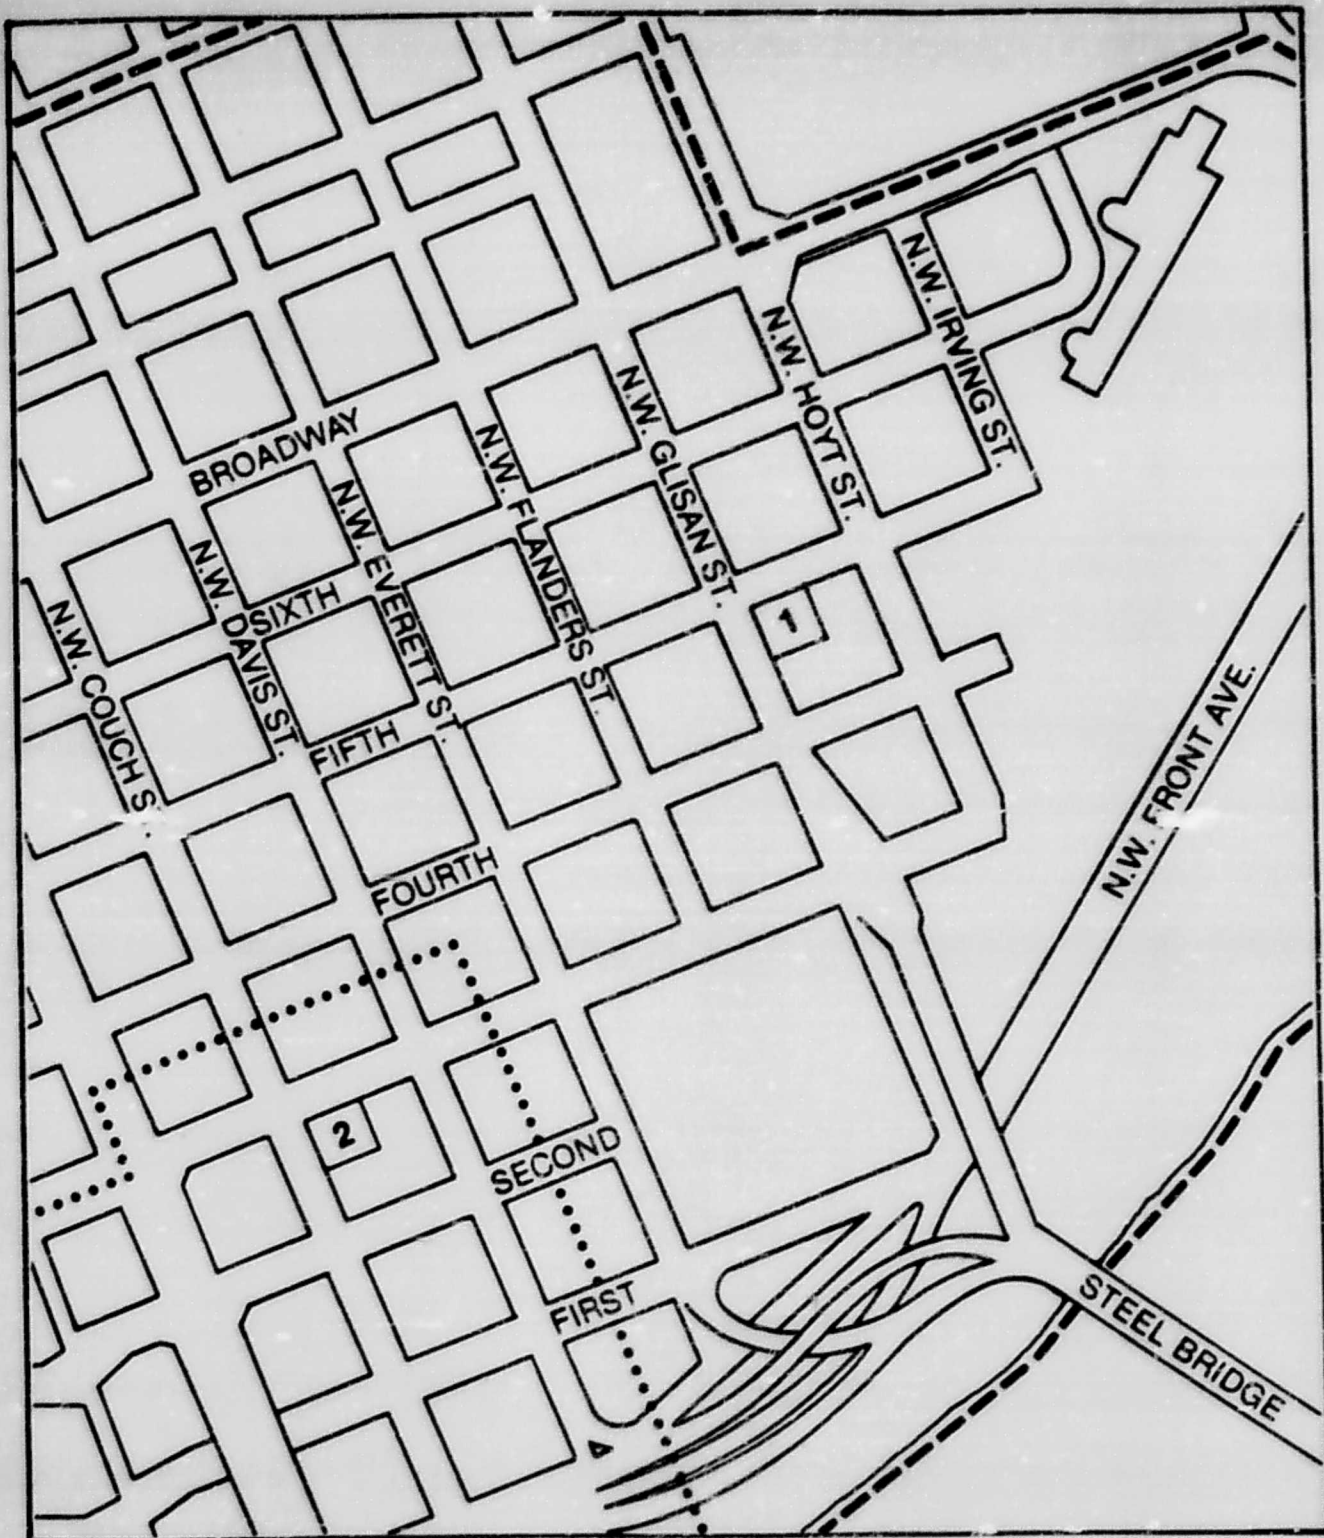 N.W. IRVING ST.
N.W. HOYT ST.
N.W. GLISAN ST.
BROADWAY
N.W. FLANDERS ST.
N.W. EVERETT ST.
N.W. DAVIS ST.
SIXTH
N.W. COUCH ST.
1
FIFTH
N.W. FRONT AVE.
FOURTH
2
SECOND
FIRST
STEEL BRIDGE